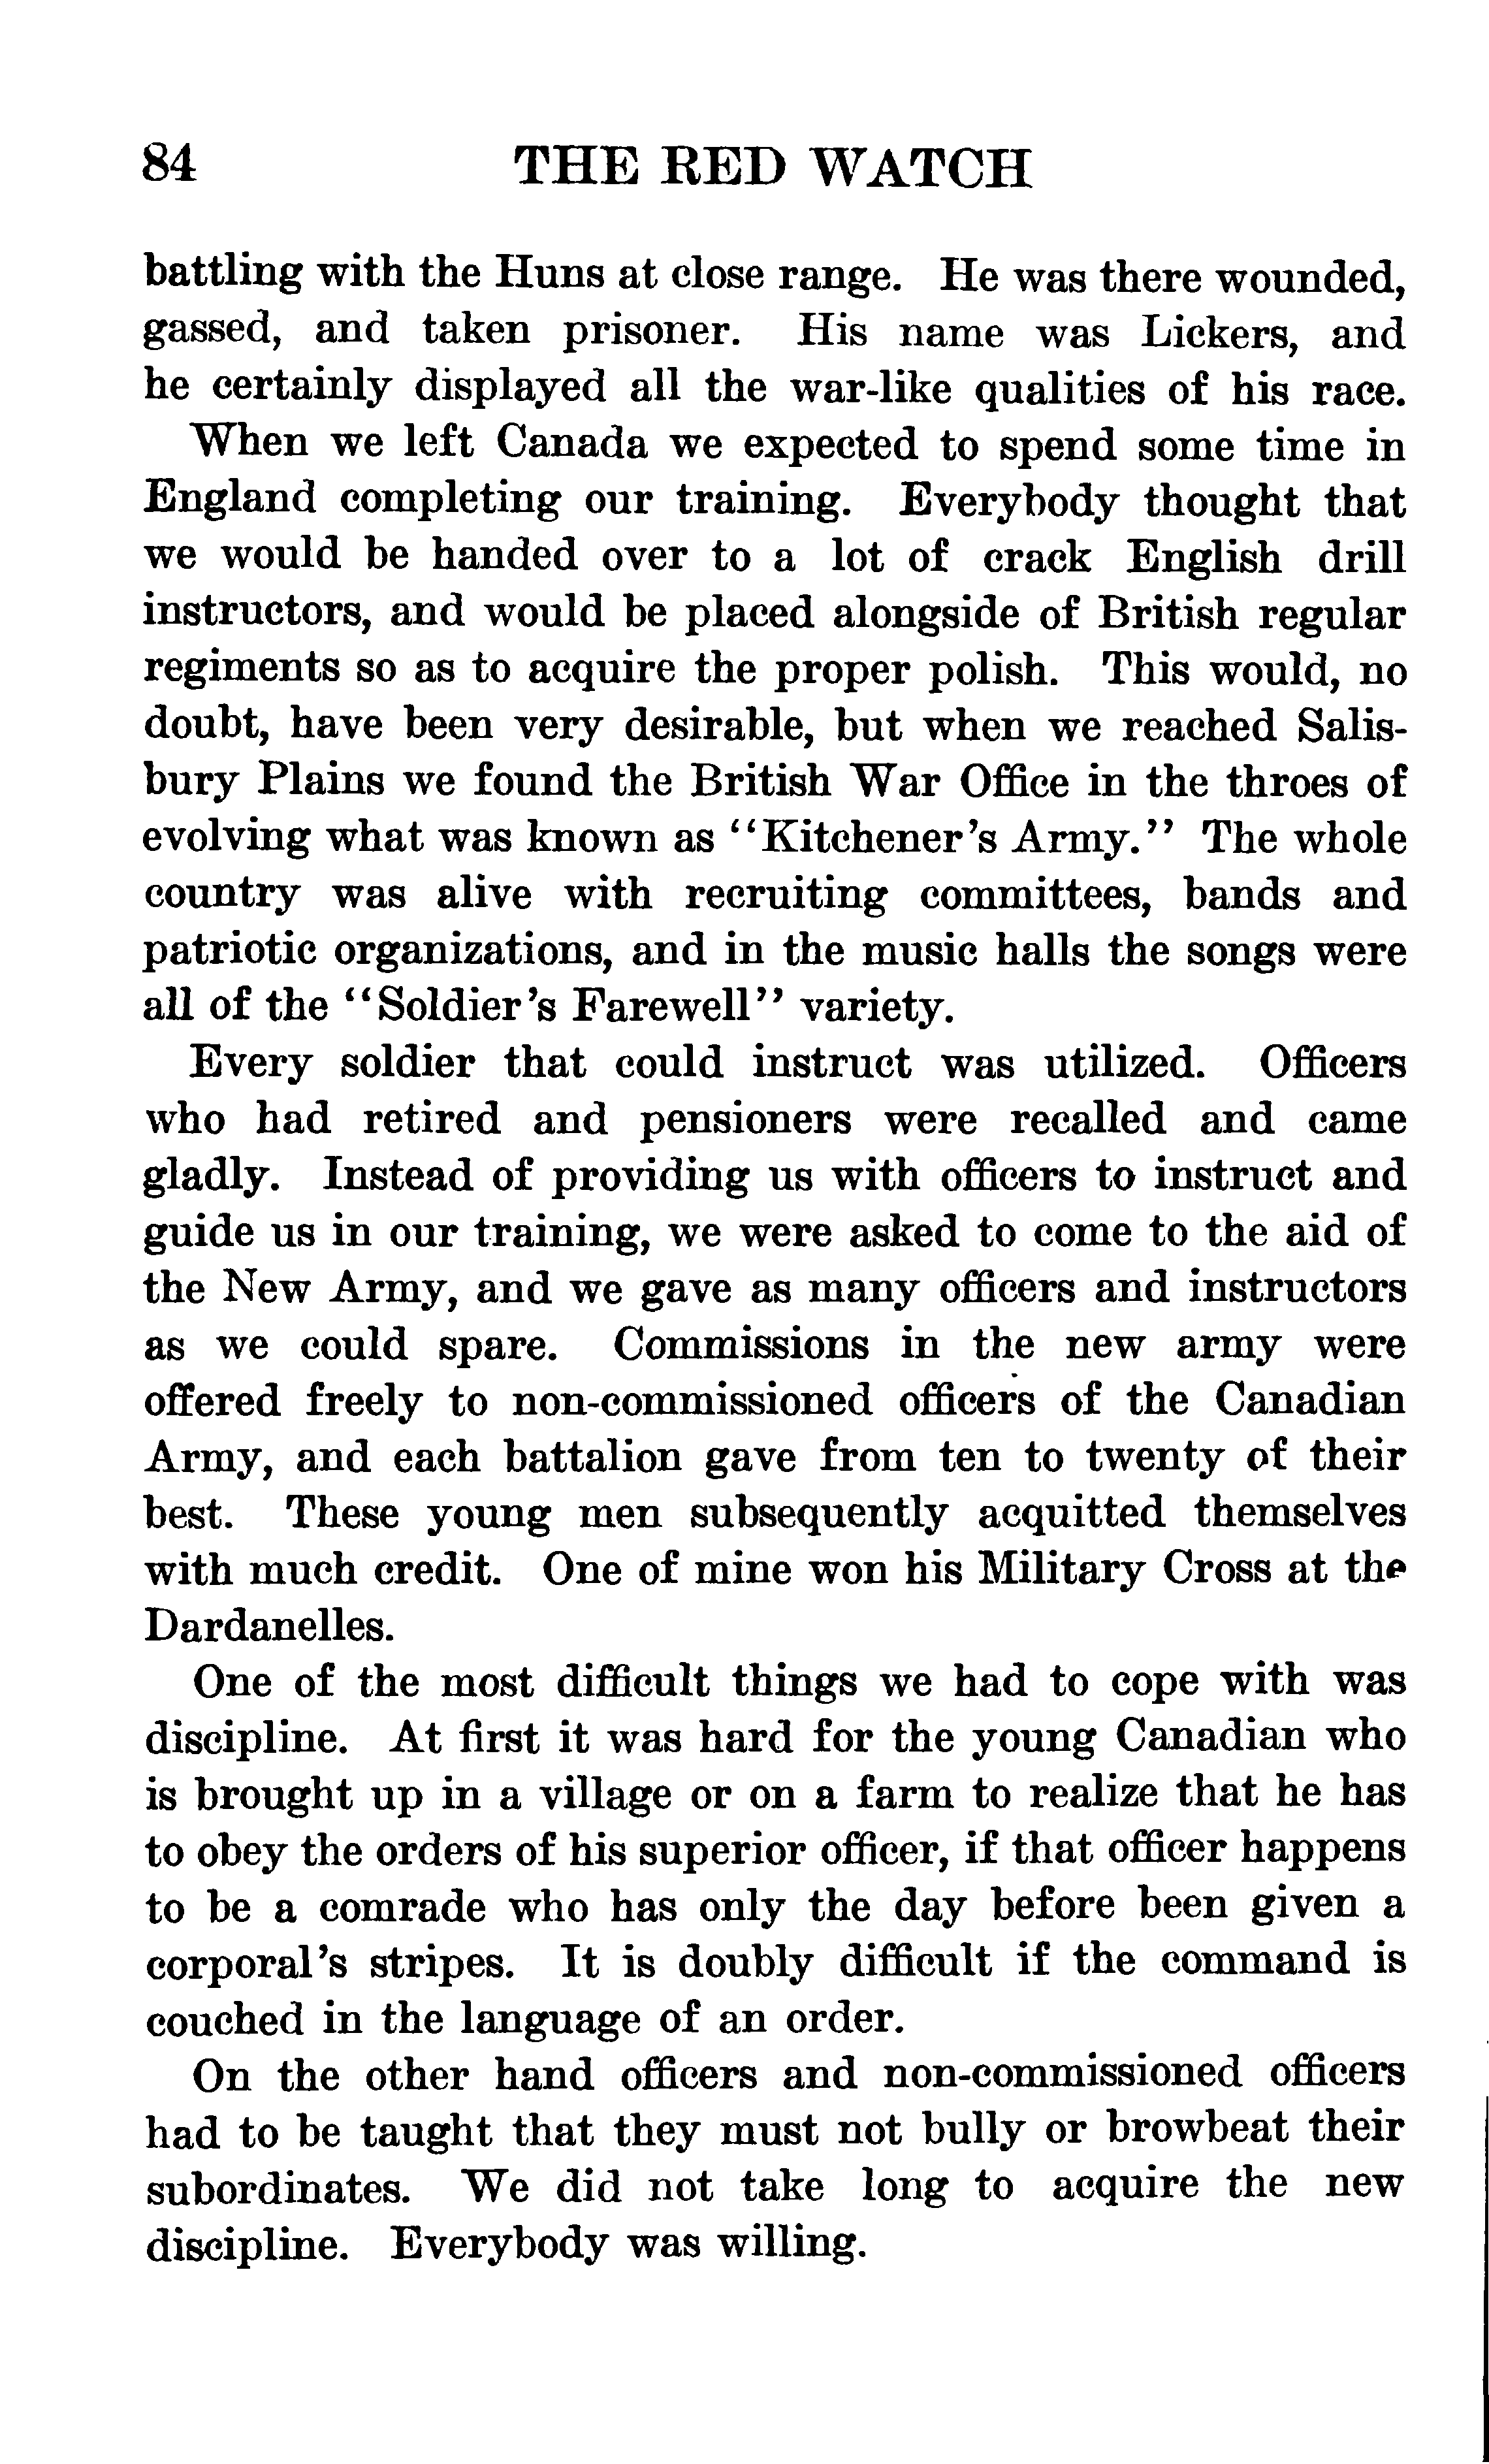 84 THE RED WATCH
battling with the Huns at close range. He was there wounded,
gassed, and taken prisoner. His name was Lickers, and
he certainly displayed all the war-like qualities of his race.
When we left Canada we expected to spend some time in
England completing our training. Everybody thought that
we would be handed over to a lot of crack English drill
instructors, and would be placed alongside of British regular
regiments so as to acquire the proper polish. This would, no
doubt, have been very desirable, but when we reached Salis-
bury Plains we found the British War Office in the throes of
evolving what was known as "Kitchener's Army." The whole
country was alive with recruiting committees, bands and
patriotic organizations, and in the music halls the songs were
all of the "Soldier's Farewell" variety.
Every soldier that could instruct was utilized. Officers
who had retired and pensioners were recalled and came
gladly. Instead of providing us with officers to instruct and
guide us in our training, we were asked to come to the aid of
the New Army, and we gave as many officers and instructors
as we could spare. Commissions in the new army were
offered freely to non-commissioned officers of the Canadian
Army, and each battalion gave from ten to twenty of their
best. These young men subsequently acquitted themselves
with much credit. One of mine won his Military Cross at the
Dardanelles.
One of the most difficult things we had to cope with was
discipline. At first it was hard for the young Canadian who
is brought up in a village or on a farm to realize that he has
to obey the orders of his superior officer, if that officer happens
to be a comrade who has only the day before been given a
corporal's stripes. It is doubly difficult if the command is
couched in the language of an order.
On the other hand officers and non-commissioned officers
had to be taught that they must not bully or browbeat their
subordinates. We did not take long to acquire the new
discipline. Everybody was willing.